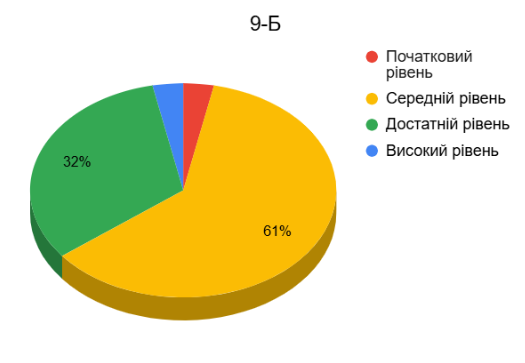 9-Б
Початковий
рівень
Середній рівень
Достатній рівень
Високий рівень
32%
61%